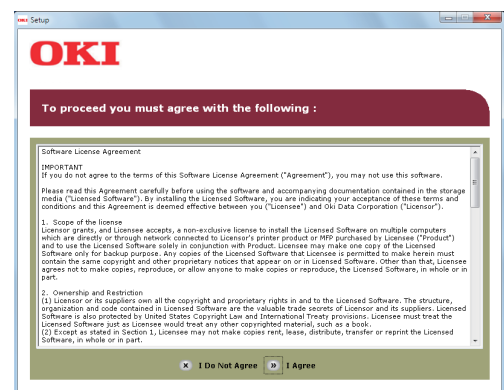 OKI Setup
OKI
To proceed you must agree with the following :
Software License Agreement
IMPORTANT
If you do not agree to the terms of this Software License Agreement ("Agreement"), you may not use this software.
Please read this Agreement carefully before using the software and accompanying documentation contained in the storage
media ("Licensed Software"). By installing the Licensed Software, you are indicating your acceptance of these terms and
conditions and this Agreement is deemed effective between you ("Licensee") and Oki Data Corporation ("Licensor").
1. Scope of the license
Licensor grants, and Licensee accepts, a non-exclusive license to install the Licensed Software on multiple computers
which are directly or through network connected to Licensor's printer product or MFP purchased by Licensee ("Product")
and to use the Licensed Software solely in conjunction with Product. Licensee may make one copy of the Licensed
Software only for backup purpose. Any copies of the Licensed Software that Licensee is permitted to make herein must
contain the same copyright and other proprietary notices that appear on or in Licensed Software. Other than that, Licensee
agrees not to make copies, reproduce, or allow anyone to make copies or reproduce, the Licensed Software, in whole or in
part.
2. Ownership and Restriction
(1) Licensor or its suppliers own all the copyright and proprietary rights in and to the Licensed Software. The structure,
organization and code contained in Licensed Software are the valuable trade secrets of Licensor and its suppliers. Licensed
Software is also protected by United States Copyright Law and International Treaty provisions. Licensee must treat the
Licensed Software just as Licensee would treat any other copyrighted material, such as a book.
(2) Except as stated in Section 1, Licensee may not make copies rent, lease, distribute, transfer or reprint the Licensed
Software, in whole or in part.
I Do Not Agree I Agree